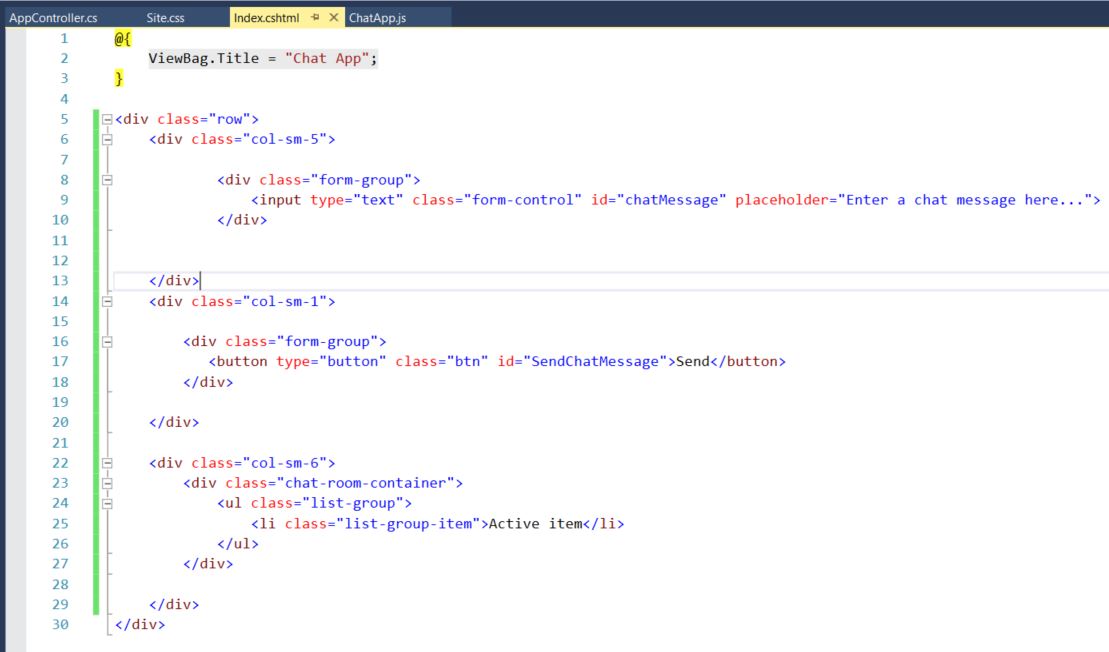 AppController.cs Site.css Index.cshtml ChatApp.js
1 @{
2 ViewBag.Title = "Chat App";
3 }
4
5 <div class="row">
6 <div class="col-sm-5">
7
8 <div class="form-group">
9 <input type="text" class="form-control" id="chatMessage" placeholder="Enter a chat message here...">
10 </div>
11
12
13 </div>
14 <div class="col-sm-1">
15
16 <div class="form-group">
17 <button type="button" class="btn" id="SendChatMessage">Send</button>
18 </div>
19
20 </div>
21
22 <div class="col-sm-6">
23 <div class="chat-room-container">
24 <ul class="list-group">
25 <li class="list-group-item">Active item</li>
26 </ul>
27 </div>
28
29 </div>
30 </div>